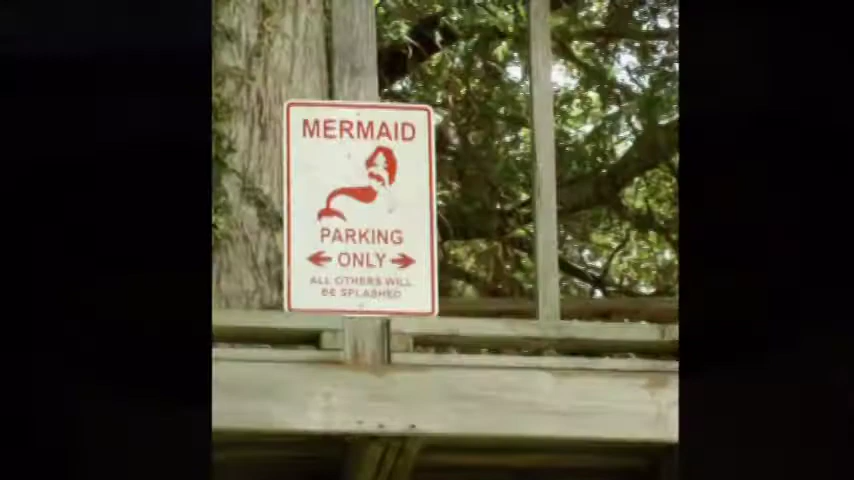 MERMAID
PARKING
ONLY
ALL OTHERS WILL
BE SPLASHED